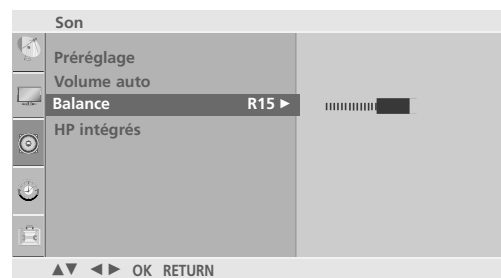 Son
Préréglage
Volume auto
Balance R15 ►
HP intégrés
▲▼ ◄► OK RETURN